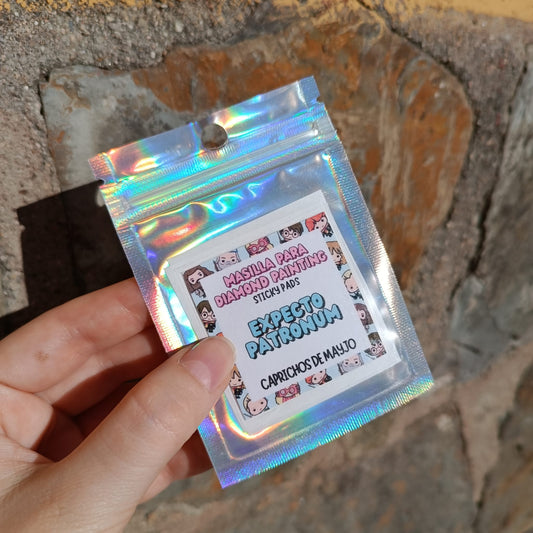 MASILLA PARA
DIAMOND PAINTING
STICKY PADS
EXPECTO
PATRONUM
CAPRICHOS DE MAYJO